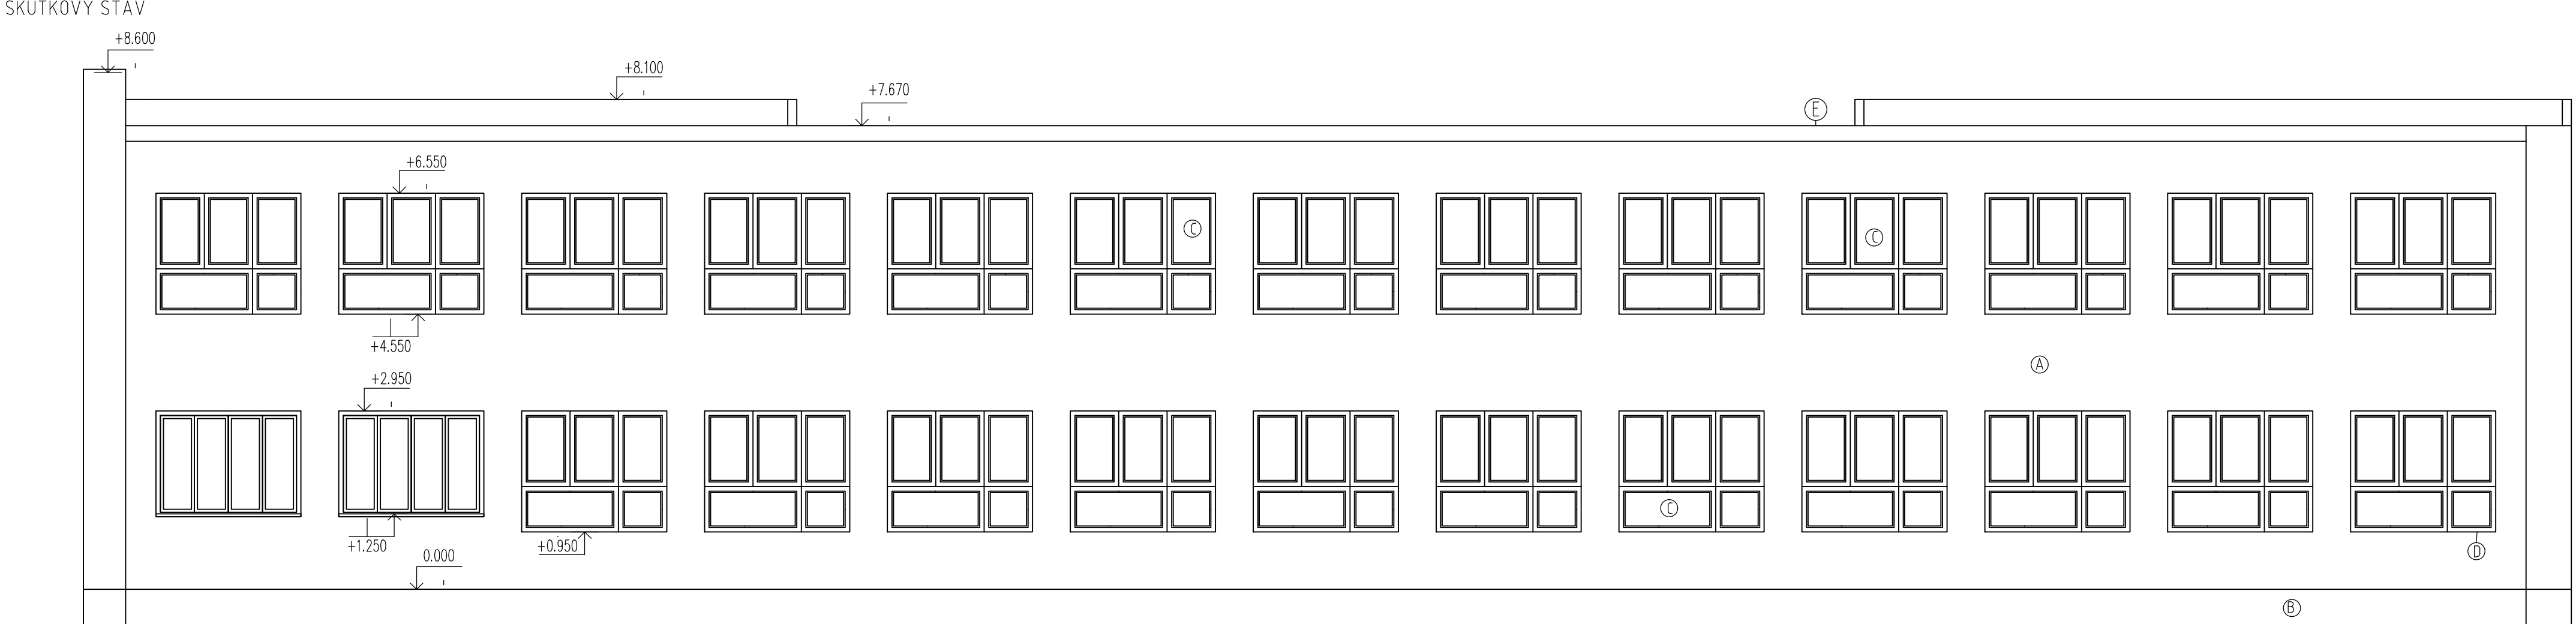 SKUTKOVÝ STAV
+8.600
+8.100
+7.670
E
+6.550
C
C
+4.550
A
+2.950
C
+1.250
+0.950
D
0.000
B